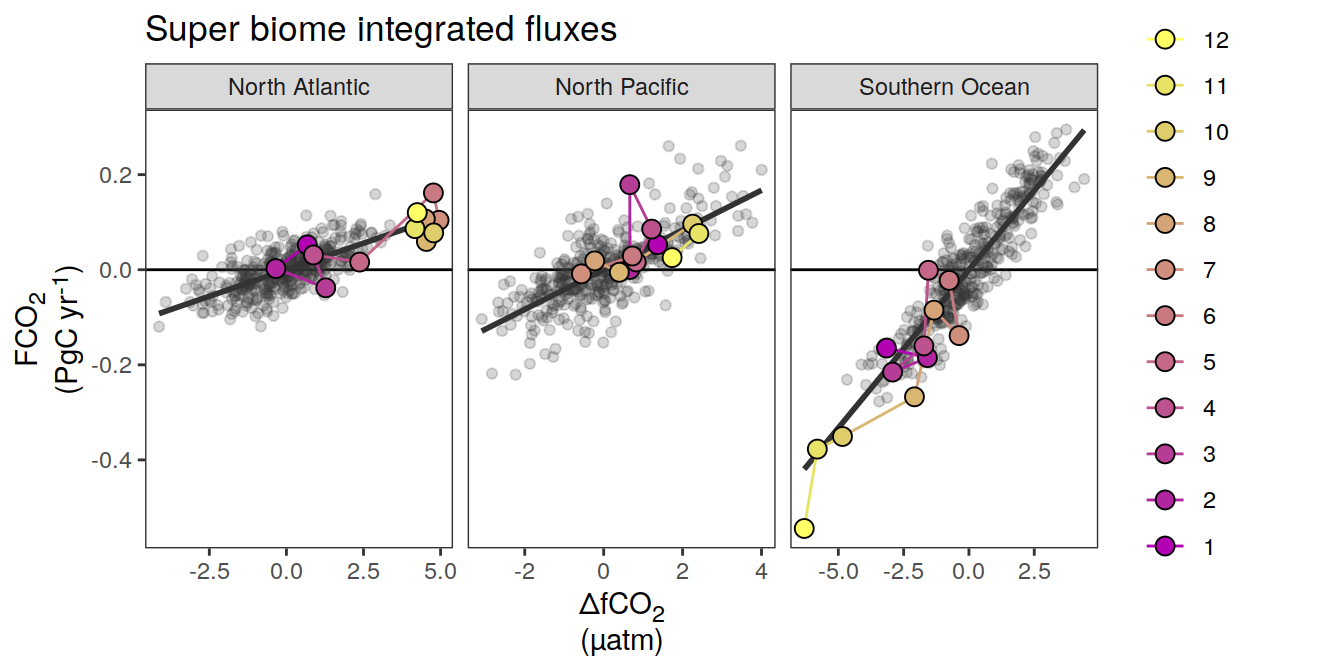 Super biome integrated fluxes
North Atlantic
North Pacific
Southern Ocean
FCO₂
(PgC yr⁻¹)
0.2
0.0
-0.2
-0.4
-2.5 0.0 2.5 5.0
-2 0 2 4
-5.0 -2.5 0.0 2.5
ΔfCO₂
(μatm)
12
11
10
9
8
7
6
5
4
3
2
1